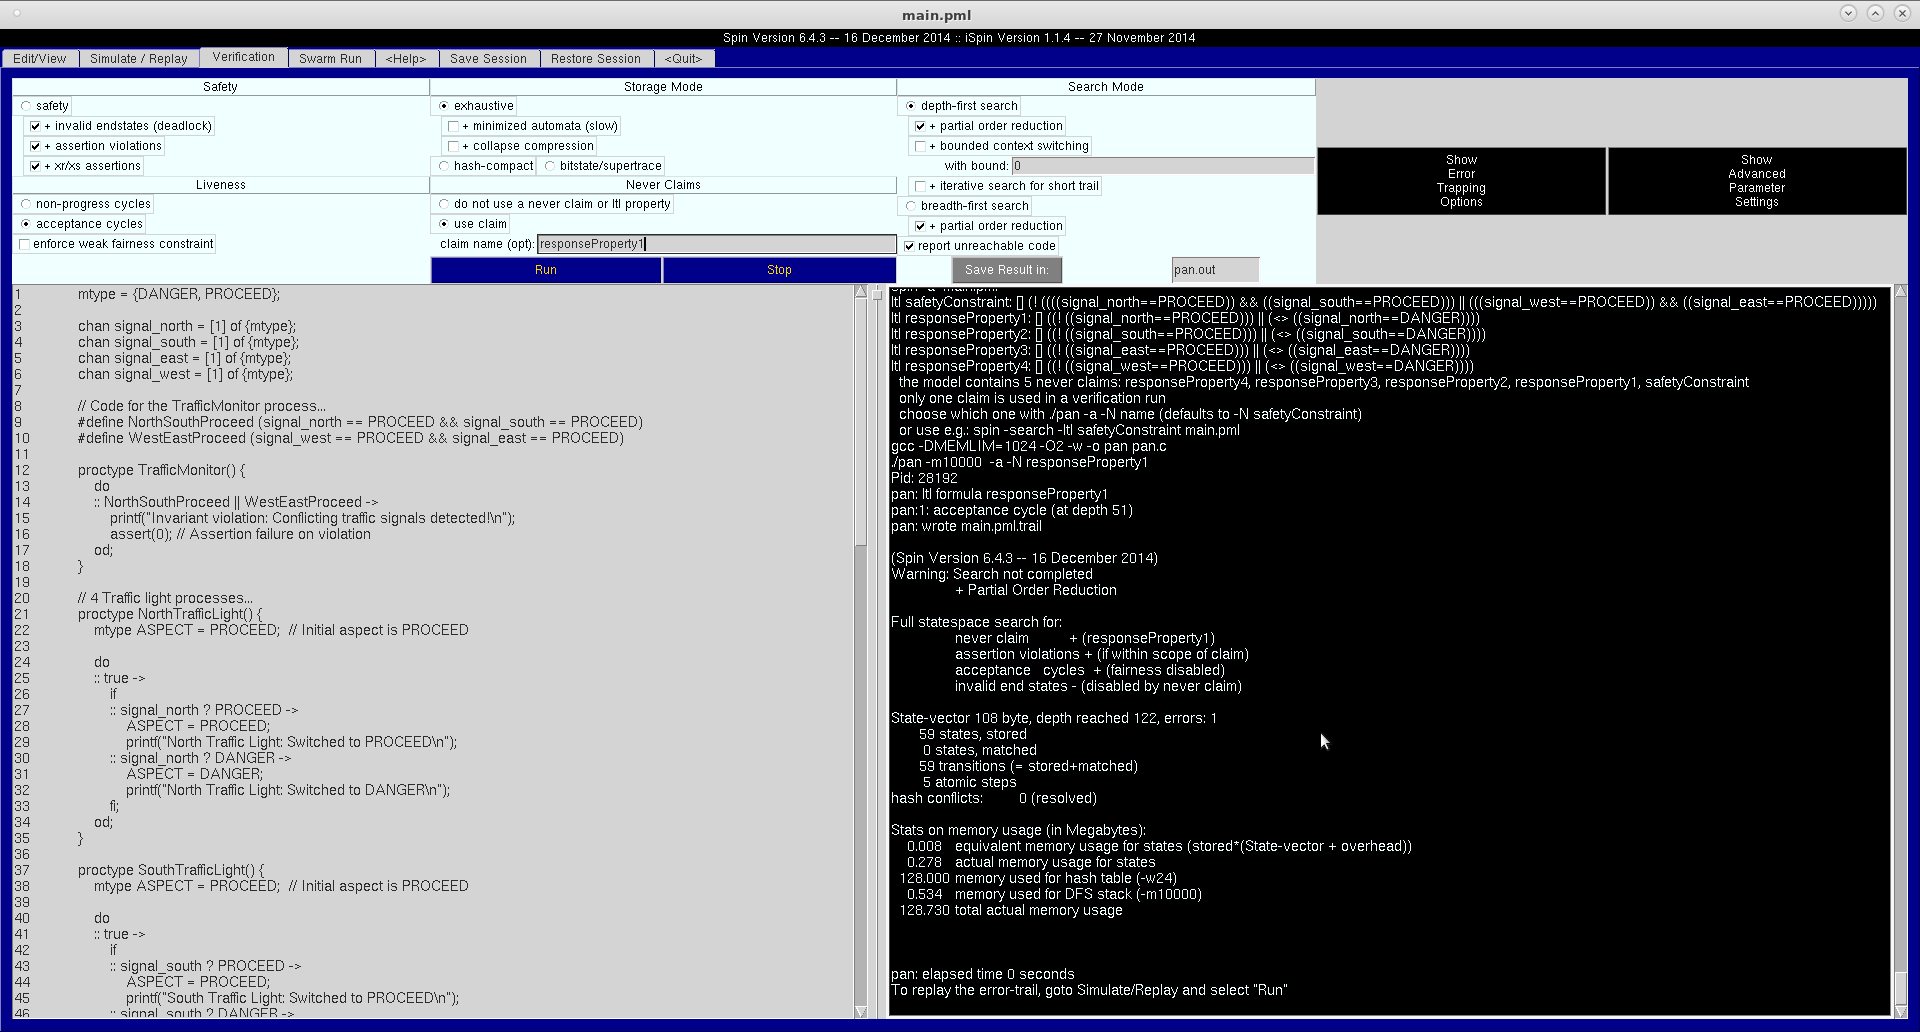 main.pml
Spin Version 6.4.3 -- 16 December 2014 :: iSpin Version 1.1.4 -- 27 November 2014
Edit/View Simulate / Replay Verification Swarm Run <Help> Save Session Restore Session <Quit>
Safety
safety
+ invalid endstates (deadlock)
+ assertion violations
+ xr/xs assertions
Liveness
non-progress cycles
acceptance cycles
enforce weak fairness constraint
Storage Mode
exhaustive
+ minimized automata (slow)
+ collapse compression
hash-compact bitstate/supertrace
Never Claims
do not use a never claim or ltl property
use claim
claim name (opt): responseProperty1
Run Stop
Search Mode
depth-first search
+ partial order reduction
+ bounded context switching
with bound: 0
+ iterative search for short trail
breadth-first search
+ partial order reduction
report unreachable code
Save Result in: pan.out
Show
Error
Trapping
Options
Show
Advanced
Parameter
Settings
1 mtype = {DANGER, PROCEED};
2
3 chan signal_north = [1] of {mtype};
4 chan signal_south = [1] of {mtype};
5 chan signal_east = [1] of {mtype};
6 chan signal_west = [1] of {mtype};
7
8 // Code for the TrafficMonitor process...
9 #define NorthSouthProceed (signal_north == PROCEED && signal_south == PROCEED)
10 #define WestEastProceed (signal_west == PROCEED && signal_east == PROCEED)
11
12 proctype TrafficMonitor() {
13 do
14 :: NorthSouthProceed || WestEastProceed ->
15 printf("Invariant violation: Conflicting traffic signals detected!\n");
16 assert(0); // Assertion failure on violation
17 od;
18 }
19
20 // 4 Traffic light processes...
21 proctype NorthTrafficLight() {
22 mtype ASPECT = PROCEED; // Initial aspect is PROCEED
23
24 do
25 :: true ->
26 if
27 :: signal_north ? PROCEED ->
28 ASPECT = PROCEED;
29 printf("North Traffic Light: Switched to PROCEED\n");
30 :: signal_north ? DANGER ->
31 ASPECT = DANGER;
32 printf("North Traffic Light: Switched to DANGER\n");
33 fi;
34 od;
35 }
36
37 proctype SouthTrafficLight() {
38 mtype ASPECT = PROCEED; // Initial aspect is PROCEED
39
40 do
41 :: true ->
42 if
43 :: signal_south ? PROCEED ->
44 ASPECT = PROCEED;
45 printf("South Traffic Light: Switched to PROCEED\n");
46 :: signal_south ? DANGER ->
spin -a main.pml
ltl safetyConstraint: [] (! ((((signal_north==PROCEED)) && ((signal_south==PROCEED))) || (((signal_west==PROCEED)) && ((signal_east==PROCEED)))))
ltl responseProperty1: [] ((! ((signal_north==PROCEED))) || (<> ((signal_north==DANGER))))
ltl responseProperty2: [] ((! ((signal_south==PROCEED))) || (<> ((signal_south==DANGER))))
ltl responseProperty3: [] ((! ((signal_east==PROCEED))) || (<> ((signal_east==DANGER))))
ltl responseProperty4: [] ((! ((signal_west==PROCEED))) || (<> ((signal_west==DANGER))))
the model contains 5 never claims: responseProperty4, responseProperty3, responseProperty2, responseProperty1, safetyConstraint
only one claim is used in a verification run
choose which one with ./pan -a -N name (defaults to -N safetyConstraint)
or use e.g.: spin -search -ltl safetyConstraint main.pml
gcc -DMEMLIM=1024 -O2 -w -o pan pan.c
./pan -m10000 -a -N responseProperty1
Pid: 28192
pan: ltl formula responseProperty1
pan:1: acceptance cycle (at depth 51)
pan: wrote main.pml.trail
(Spin Version 6.4.3 -- 16 December 2014)
Warning: Search not completed
+ Partial Order Reduction
Full statespace search for:
never claim + (responseProperty1)
assertion violations + (if within scope of claim)
acceptance cycles + (fairness disabled)
invalid end states - (disabled by never claim)
State-vector 108 byte, depth reached 122, errors: 1
59 states, stored
0 states, matched
59 transitions (= stored+matched)
5 atomic steps
hash conflicts: 0 (resolved)
Stats on memory usage (in Megabytes):
0.008 equivalent memory usage for states (stored*(State-vector + overhead))
0.278 actual memory usage for states
128.000 memory used for hash table (-w24)
0.534 memory used for DFS stack (-m10000)
128.730 total actual memory usage
pan: elapsed time 0 seconds
To replay the error-trail, goto Simulate/Replay and select "Run"